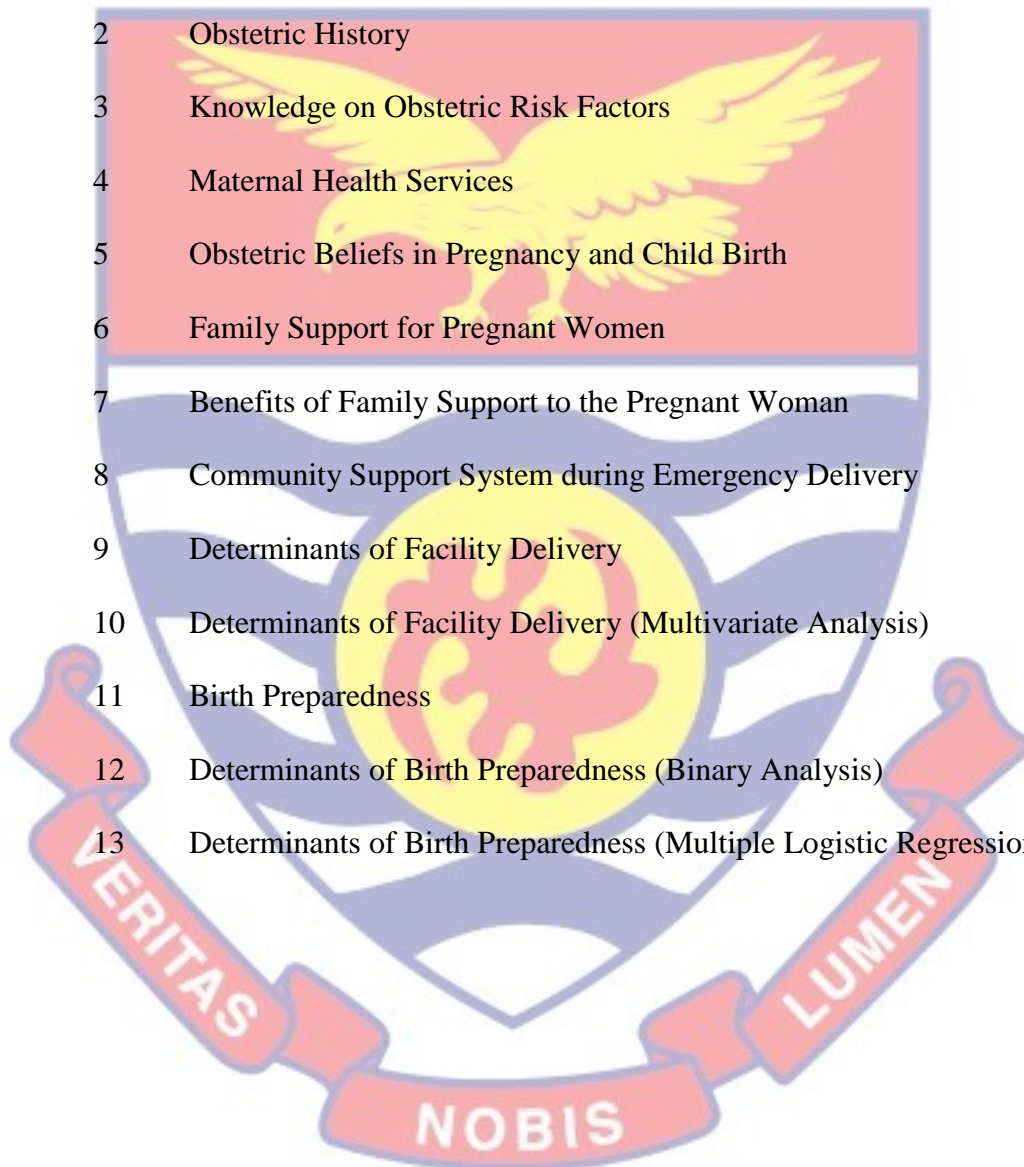 2 Obstetric History
3 Knowledge on Obstetric Risk Factors
4 Maternal Health Services
5 Obstetric Beliefs in Pregnancy and Child Birth
6 Family Support for Pregnant Women
7 Benefits of Family Support to the Pregnant Woman
8 Community Support System during Emergency Delivery
9 Determinants of Facility Delivery
10 Determinants of Facility Delivery (Multivariate Analysis)
11 Birth Preparedness
12 Determinants of Birth Preparedness (Binary Analysis)
13 Determinants of Birth Preparedness (Multiple Logistic Regression
VERITAS
NOBIS
LUMEN